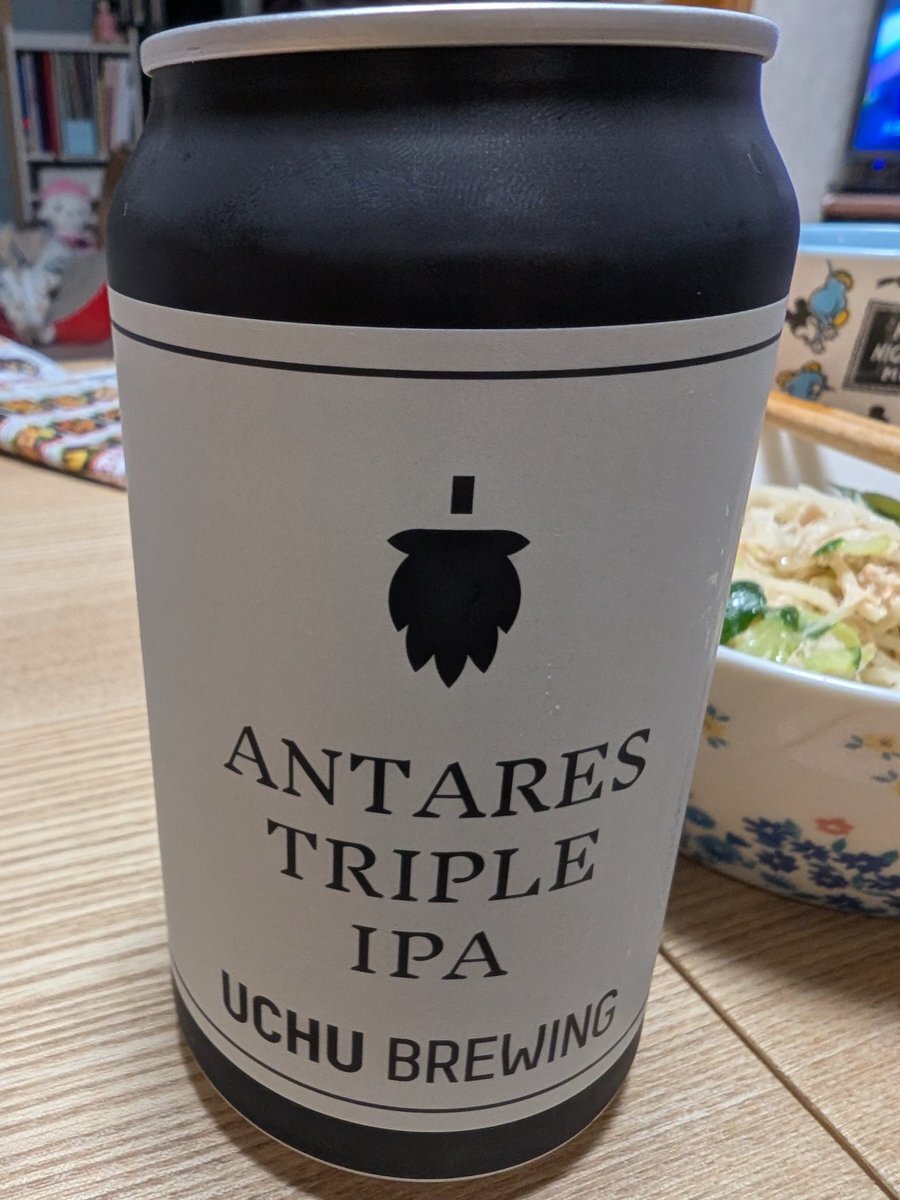 ANTARES
TRIPLE
IPA
UCHU BREWING